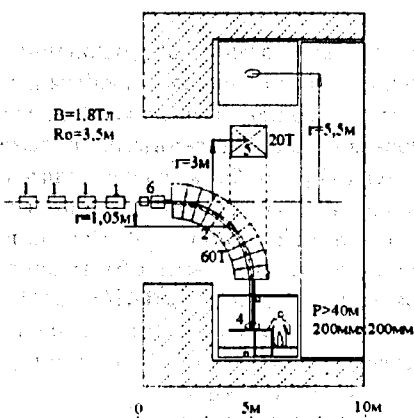 B=1,8Тл
Rо=3,5м
r=5,5м
20Т
5
r=3м
1 1 1 1 6
r=1,05м
2
60Т
4
P>40м
200мм×200мм
0 5м 10м